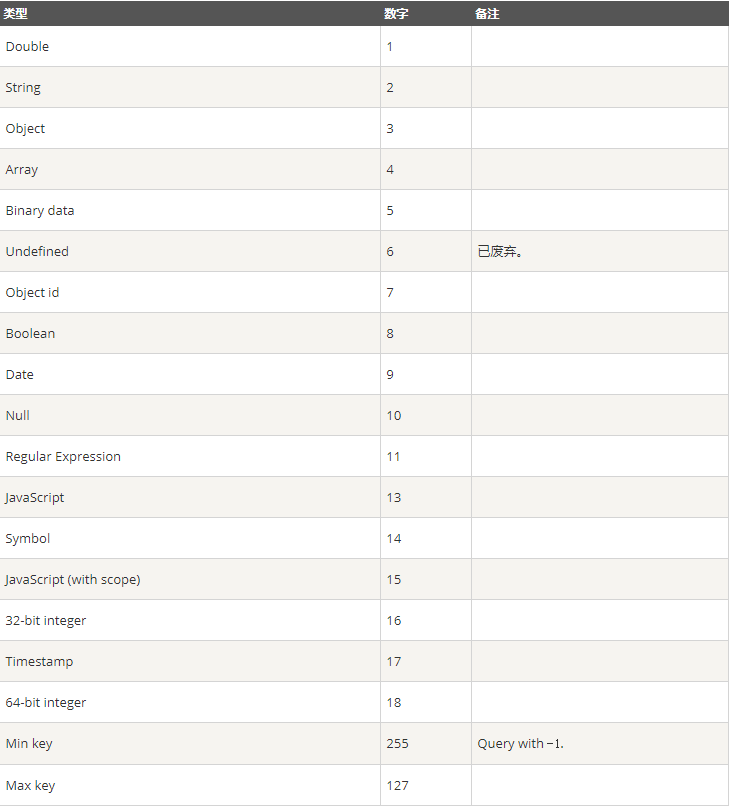 类型 数字 备注
Double 1
String 2
Object 3
Array 4
Binary data 5
Undefined 6 已废弃。
Object id 7
Boolean 8
Date 9
Null 10
Regular Expression 11
JavaScript 13
Symbol 14
JavaScript (with scope) 15
32-bit integer 16
Timestamp 17
64-bit integer 18
Min key 255 Query with −1.
Max key 127